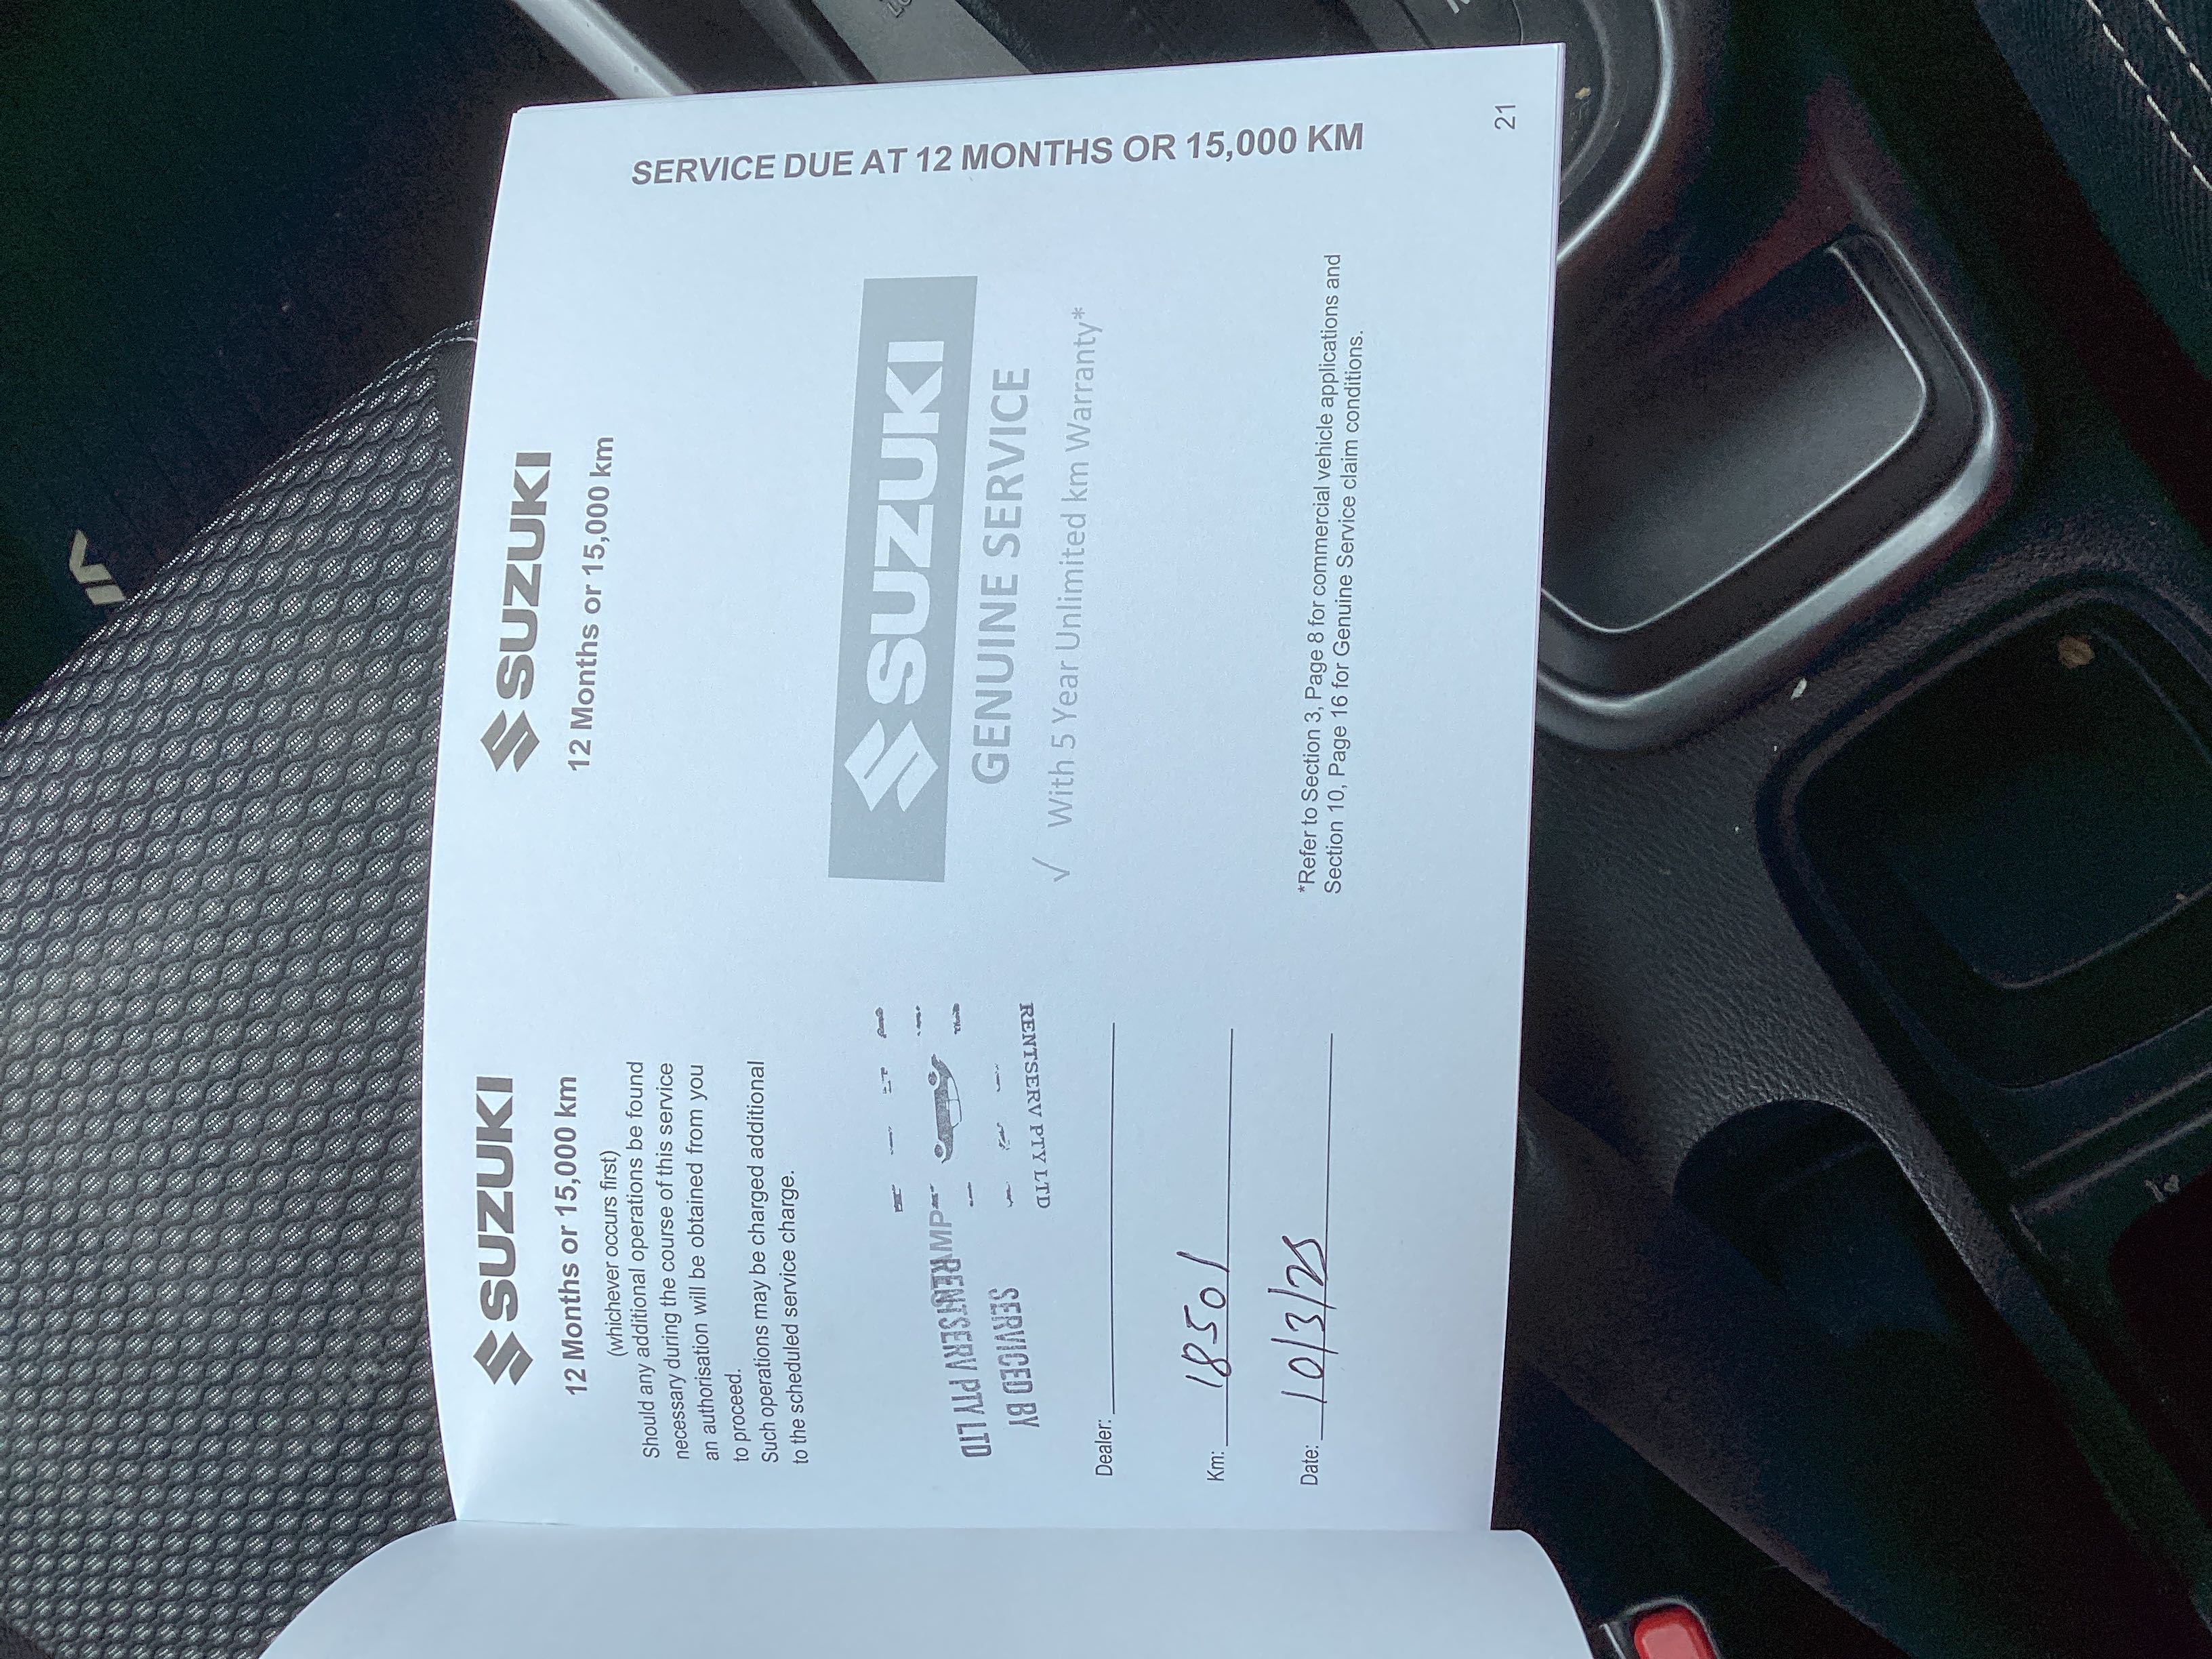 SUZUKI
12 Months or 15,000 km
(whichever occurs first)
Should any additional operations be found
necessary during the course of this service
an authorisation will be obtained from you
to proceed.
Such operations may be charged additional
to the scheduled service charge.
RENTSERV PTY LTD
SERVICED BY
RENTSERV PTY LTD
Dealer:
Km: 18501
Date: 10/3/25
SUZUKI
12 Months or 15,000 km
SUZUKI
GENUINE SERVICE
√ With 5 Year Unlimited km Warranty*
*Refer to Section 3, Page 8 for commercial vehicle applications and
Section 10, Page 16 for Genuine Service claim conditions.
SERVICE DUE AT 12 MONTHS OR 15,000 KM
21